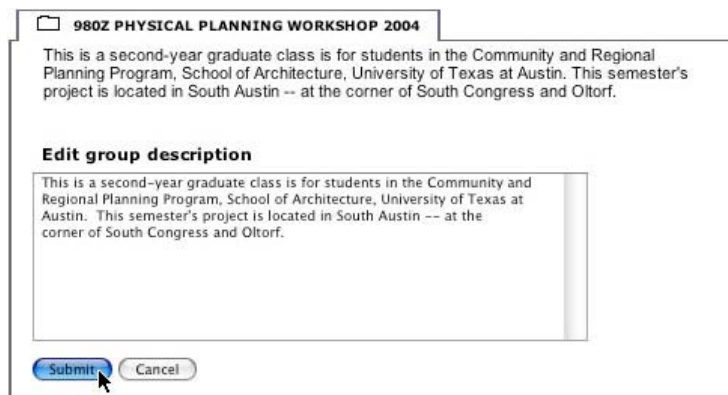 980Z PHYSICAL PLANNING WORKSHOP 2004
This is a second-year graduate class is for students in the Community and Regional
Planning Program, School of Architecture, University of Texas at Austin. This semester's
project is located in South Austin -- at the corner of South Congress and Oltorf.
Edit group description
This is a second-year graduate class is for students in the Community and
Regional Planning Program, School of Architecture, University of Texas at
Austin.  This semester's project is located in South Austin -- at the
corner of South Congress and Oltorf.
Submit Cancel